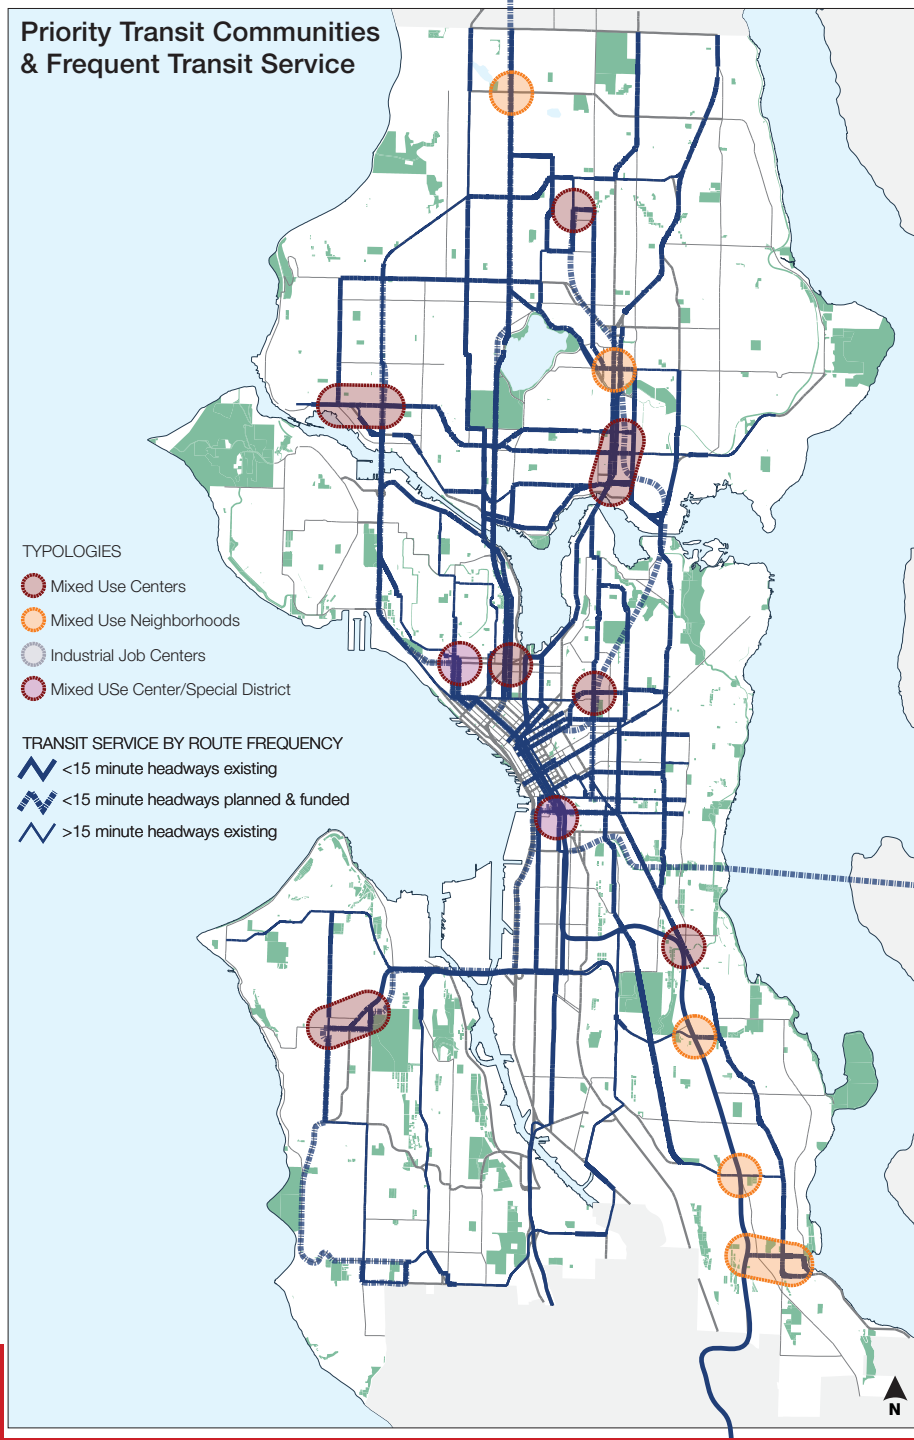 Priority Transit Communities
& Frequent Transit Service
TYPOLOGIES
Mixed Use Centers
Mixed Use Neighborhoods
Industrial Job Centers
Mixed USe Center/Special District
TRANSIT SERVICE BY ROUTE FREQUENCY
<15 minute headways existing
<15 minute headways planned & funded
>15 minute headways existing
N